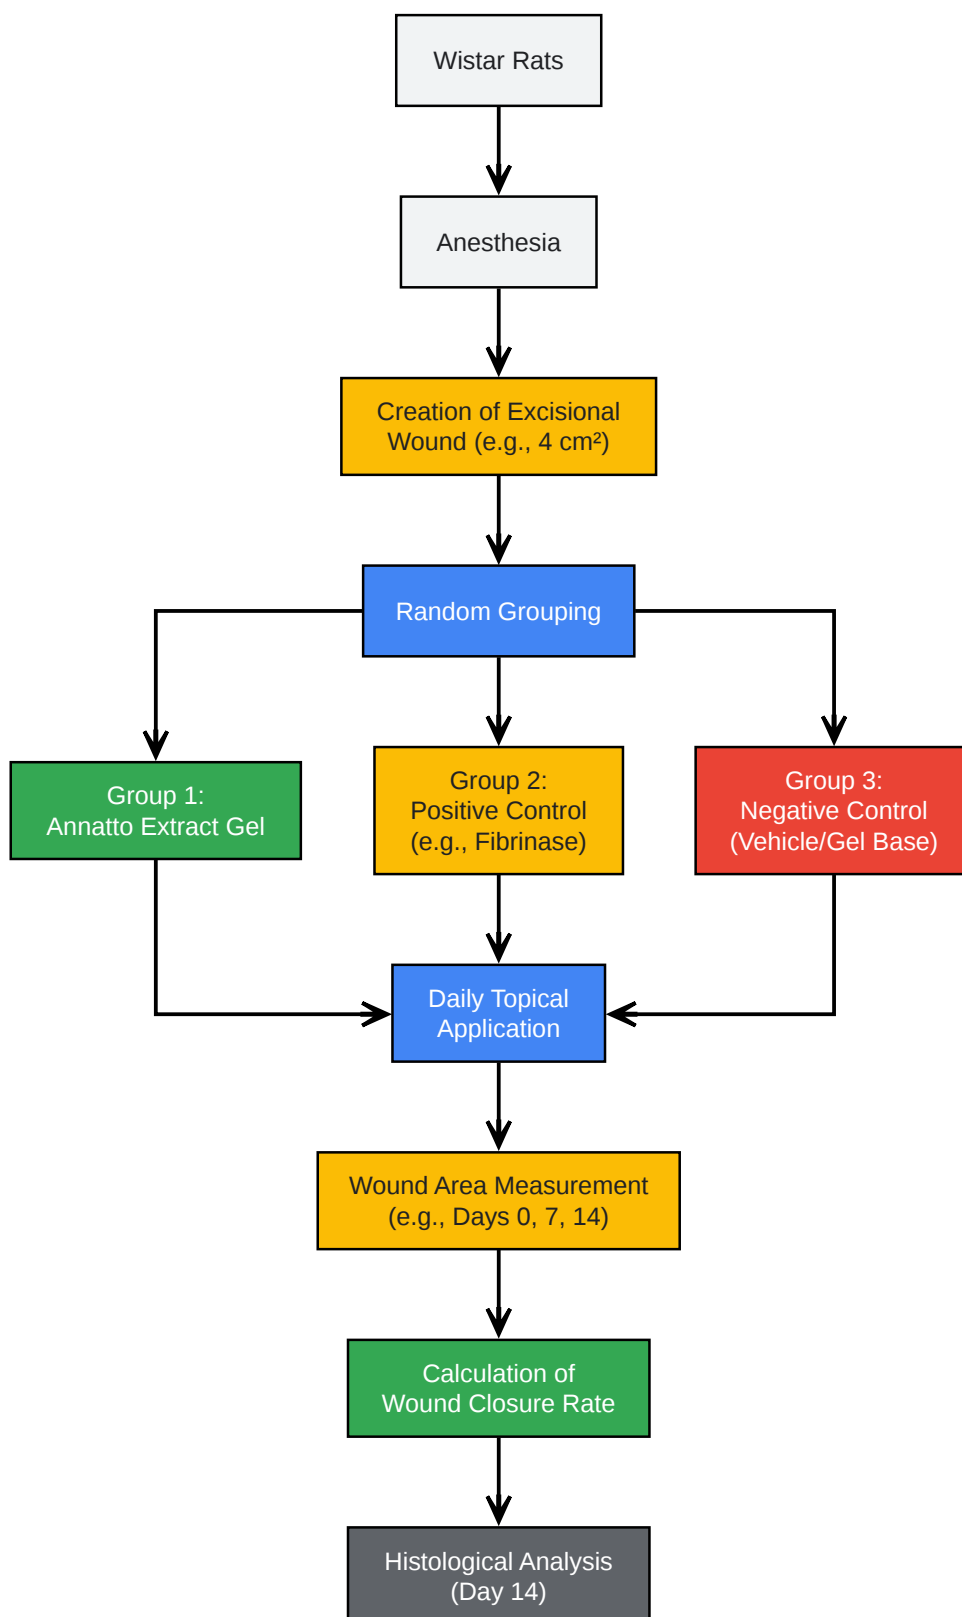 Wistar Rats
Anesthesia
Creation of Excisional
Wound (e.g., 4 cm²)
Random Grouping
Group 1:
Annatto Extract Gel
Group 2:
Positive Control
(e.g., Fibrinase)
Group 3:
Negative Control
(Vehicle/Gel Base)
Daily Topical
Application
Wound Area Measurement
(e.g., Days 0, 7, 14)
Calculation of
Wound Closure Rate
Histological Analysis
(Day 14)